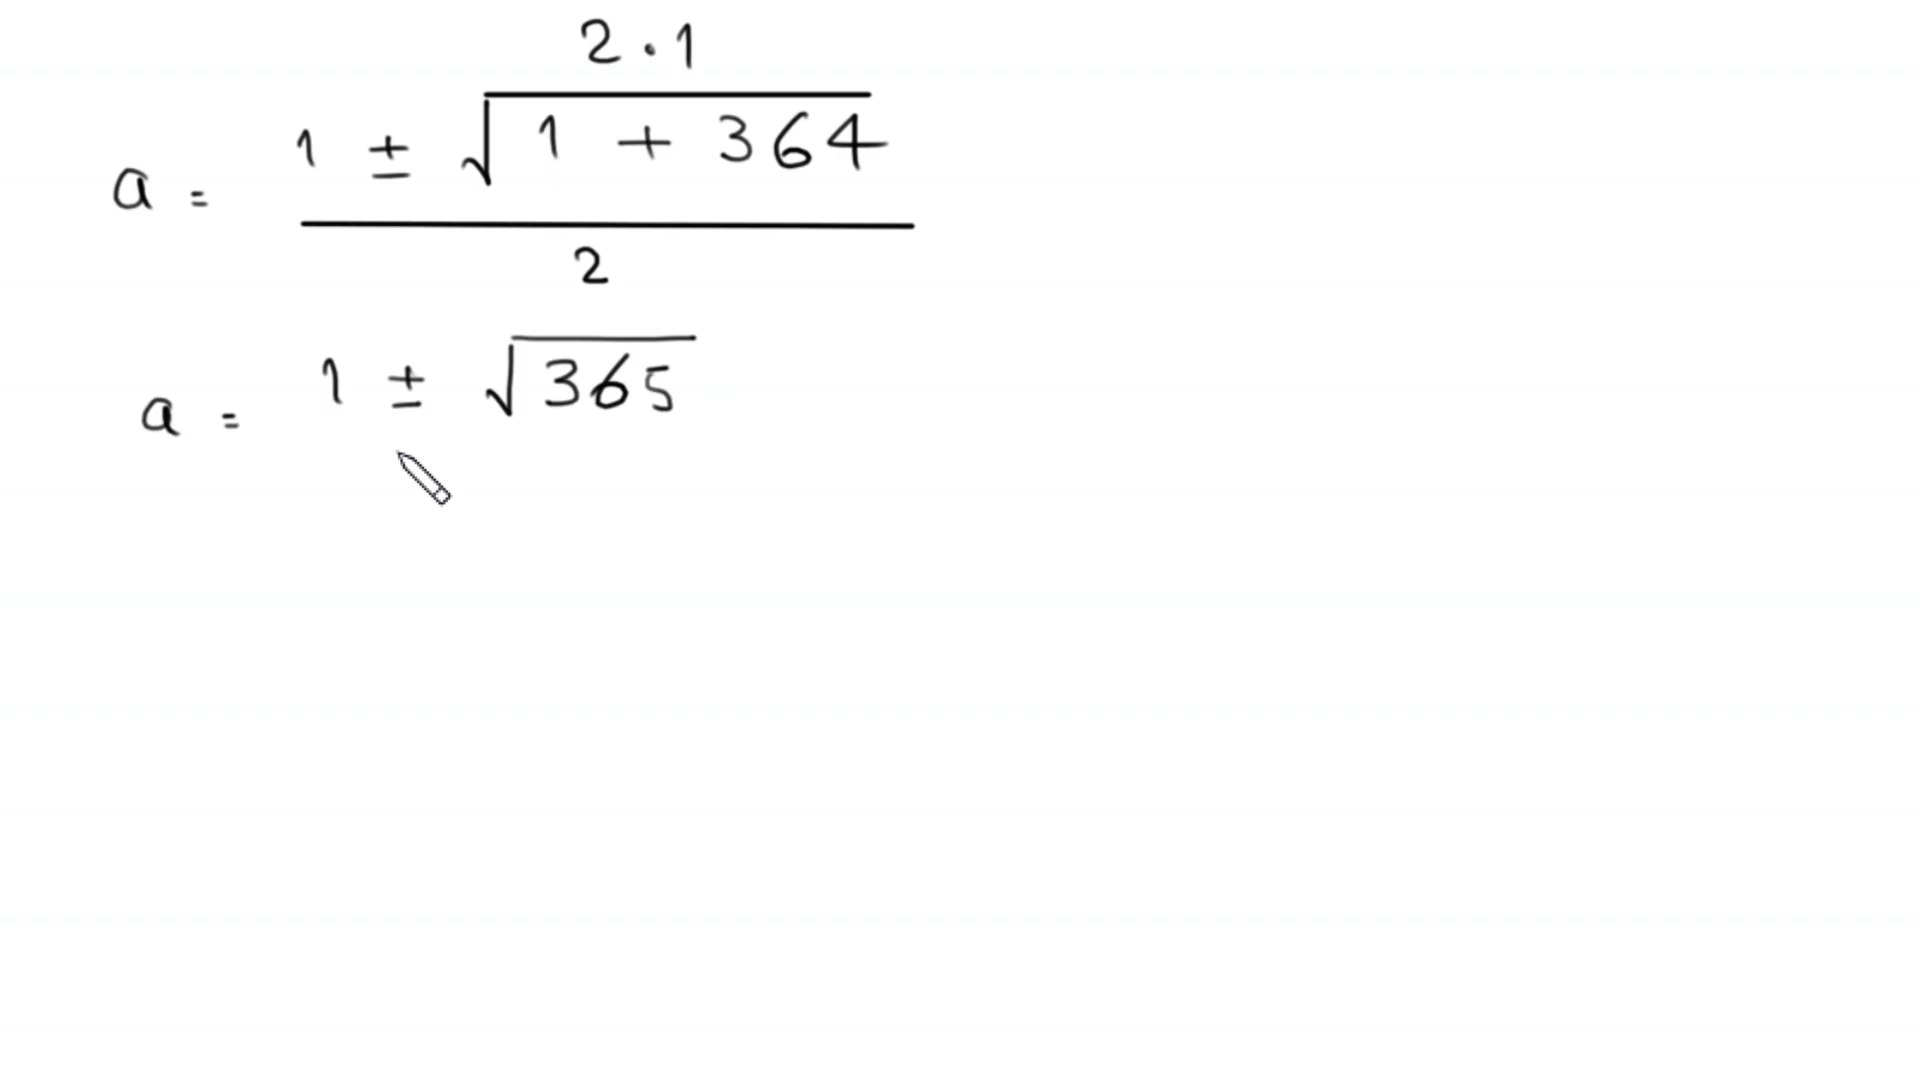 2 · 1
a = 1 ± √1 + 364
2
a = 1 ± √365